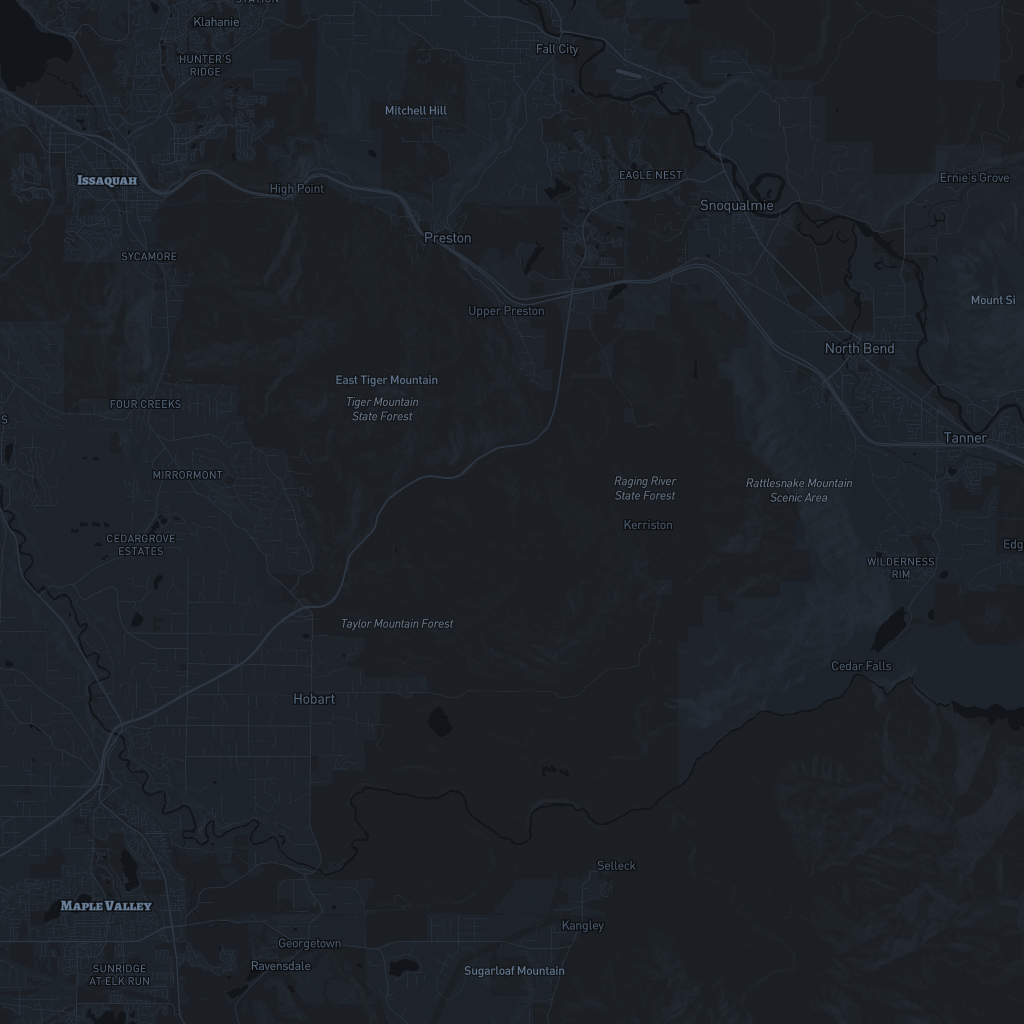 STATION
Klahanie
Fall City
HUNTER'S
RIDGE
Mitchell Hill
EAGLE NEST
Ernie's Grove
ISSAQUAH
High Point
Snoqualmie
Preston
SYCAMORE
Mount Si
Upper Preston
North Bend
East Tiger Mountain
Tiger Mountain
State Forest
FOUR CREEKS
S
Tanner
MIRRORMONT
Raging River
State Forest
Rattlesnake Mountain
Scenic Area
Kerriston
CEDARGROVE
ESTATES
Edg
WILDERNESS
RIM
Taylor Mountain Forest
Cedar Falls
Hobart
Selleck
MAPLE VALLEY
Kangley
Georgetown
Ravensdale
Sugarloaf Mountain
SUNRIDGE
AT ELK RUN